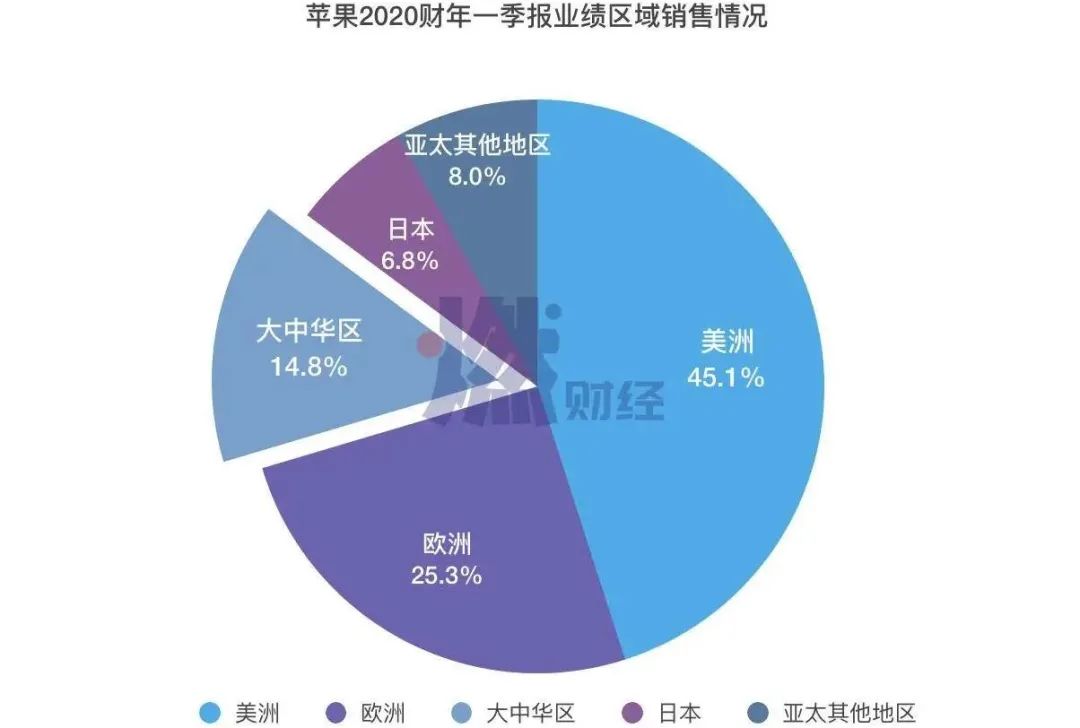 苹果2020财年一季报业绩区域销售情况
亚太其他地区
8.0%
日本
6.8%
大中华区
14.8%
美洲
45.1%
燃财经
欧洲
25.3%
美洲 欧洲 大中华区 日本 亚太其他地区